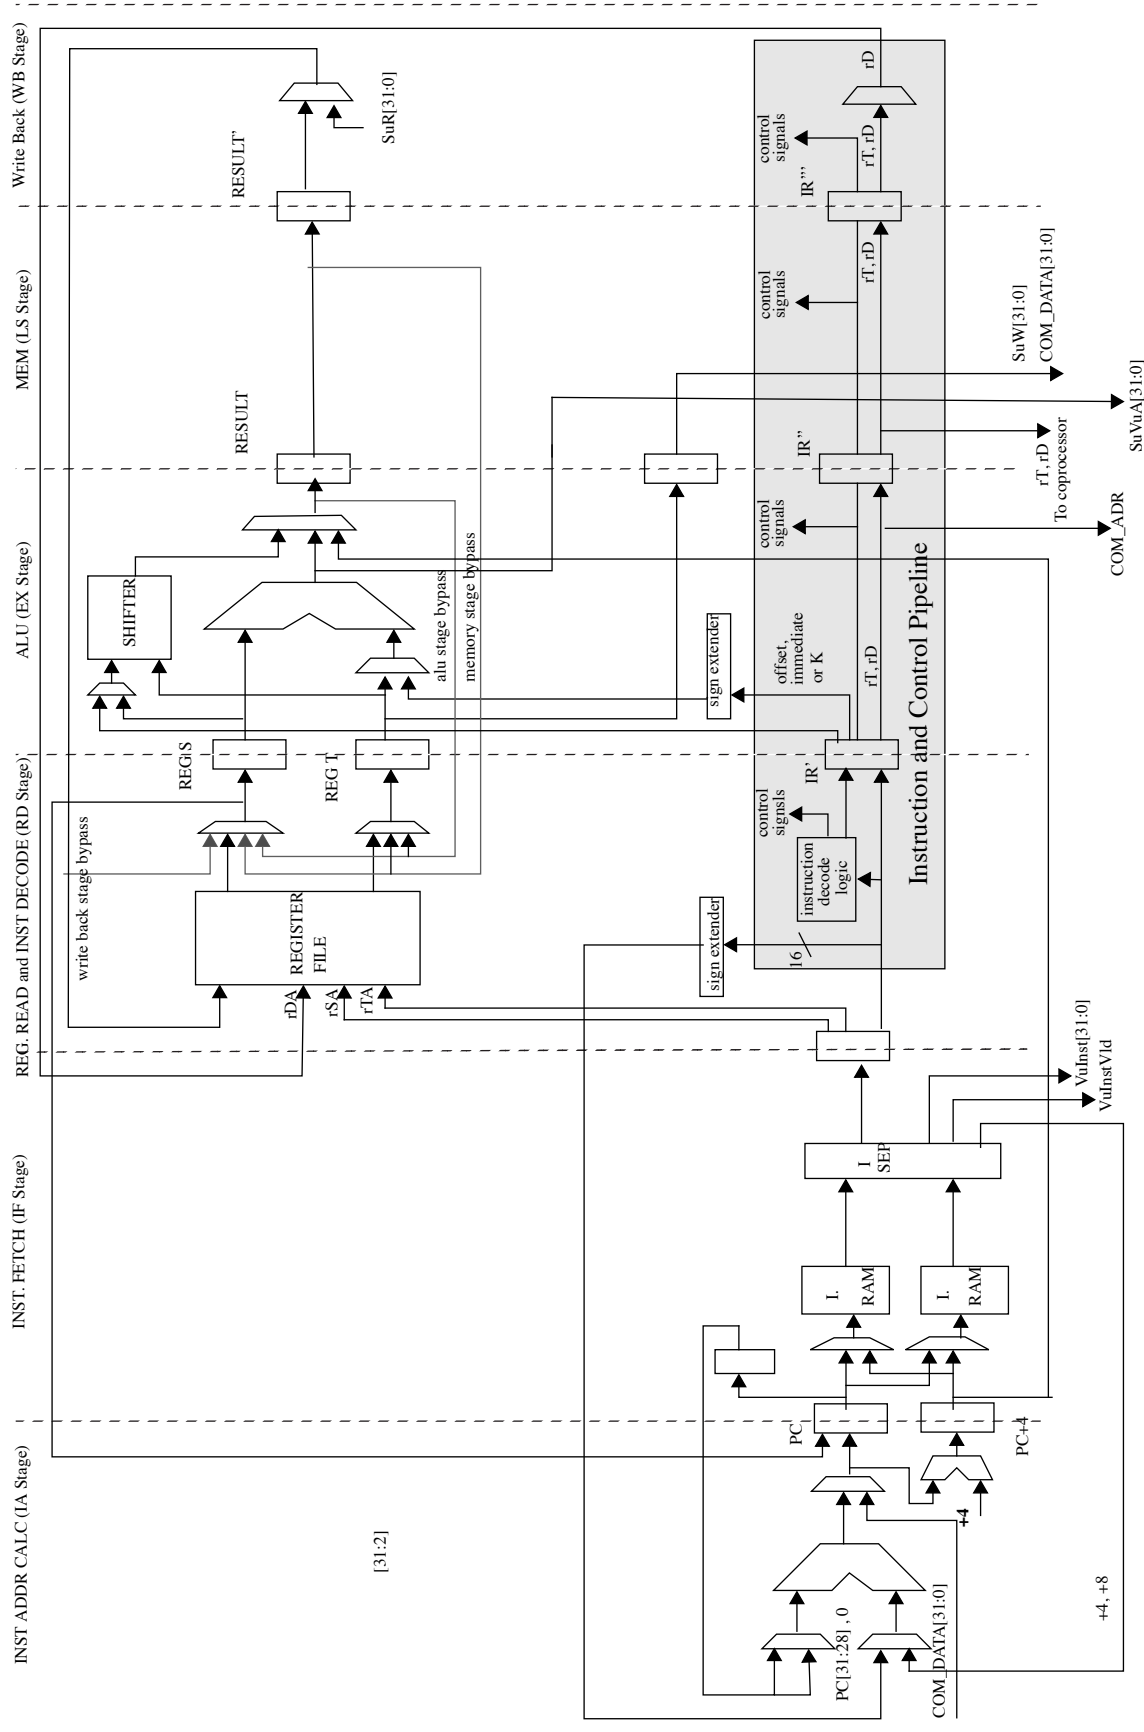 INST ADDR CALC (IA Stage)
INST. FETCH (IF Stage)
REG. READ and INST DECODE (RD Stage)
ALU (EX Stage)
MEM (LS Stage)
Write Back (WB Stage)
write back stage bypass
SHIFTER
REG S
REG T
REGISTER
FILE
rDA
rSA
rTA
RESULT
RESULT'
SuR[31:0]
alu stage bypass
memory stage bypass
[31:2]
sign extender
sign extender
16
instruction
decode
logic
control
signsls
IR'
offset,
immediate
or K
rT, rD
control
signals
IR''
control
signals
rT, rD
IR'''
control
signals
rT, rD
rD
Instruction and Control Pipeline
PC
PC+4
+4
PC[31:28] , 0
COM_DATA[31:0]
I.
RAM
I.
RAM
I
SEP
VuInst[31:0]
VuInstVld
+4, +8
COM_ADR
rT, rD
To coprocessor
SuW[31:0]
COM_DATA[31:0]
SuVuA[31:0]